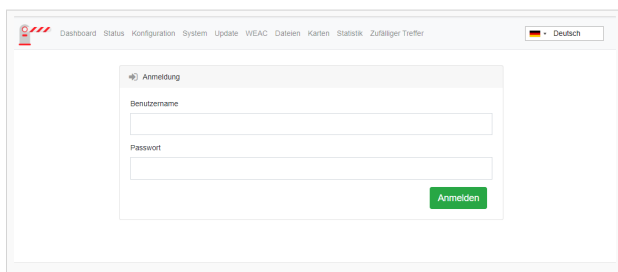 Dashboard Status Konfiguration System Update WEAC Dateien Karten Statistik Zufälliger Treffer Deutsch
Anmeldung
Benutzername
Passwort
Anmelden